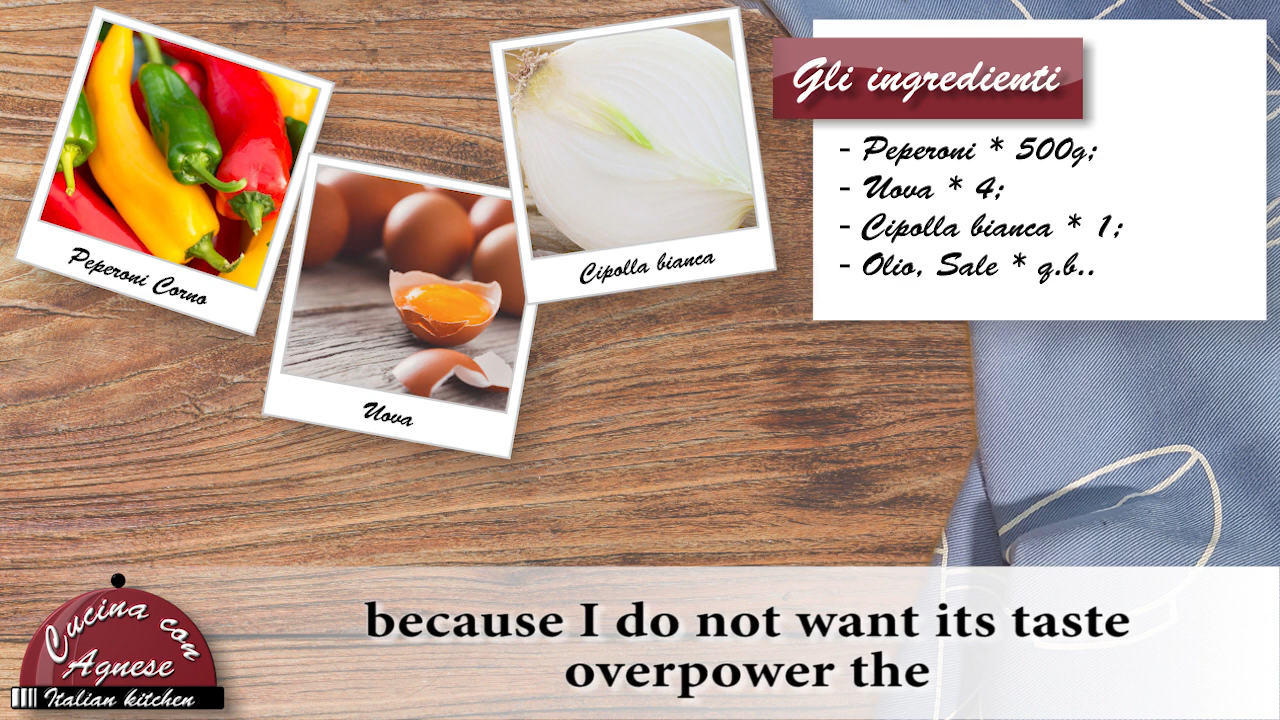 Peperoni Corno
Uova
Cipolla bianca
Gli ingredienti
- Peperoni * 500g;
- Uova * 4;
- Cipolla bianca * 1;
- Olio, Sale * q.b..
because I do not want its taste
overpower the
Cucina con
Agnese
Italian kitchen